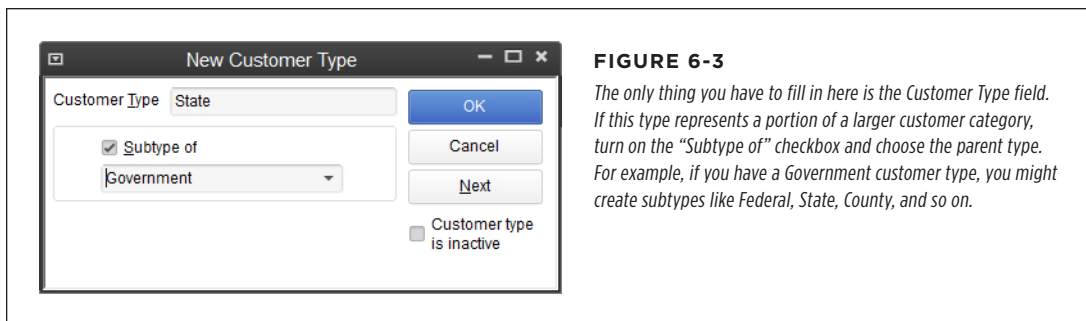 New Customer Type
Customer Type State
Subtype of
Government
OK
Cancel
Next
Customer type
is inactive
FIGURE 6-3
The only thing you have to fill in here is the Customer Type field.
If this type represents a portion of a larger customer category,
turn on the “Subtype of” checkbox and choose the parent type.
For example, if you have a Government customer type, you might
create subtypes like Federal, State, County, and so on.